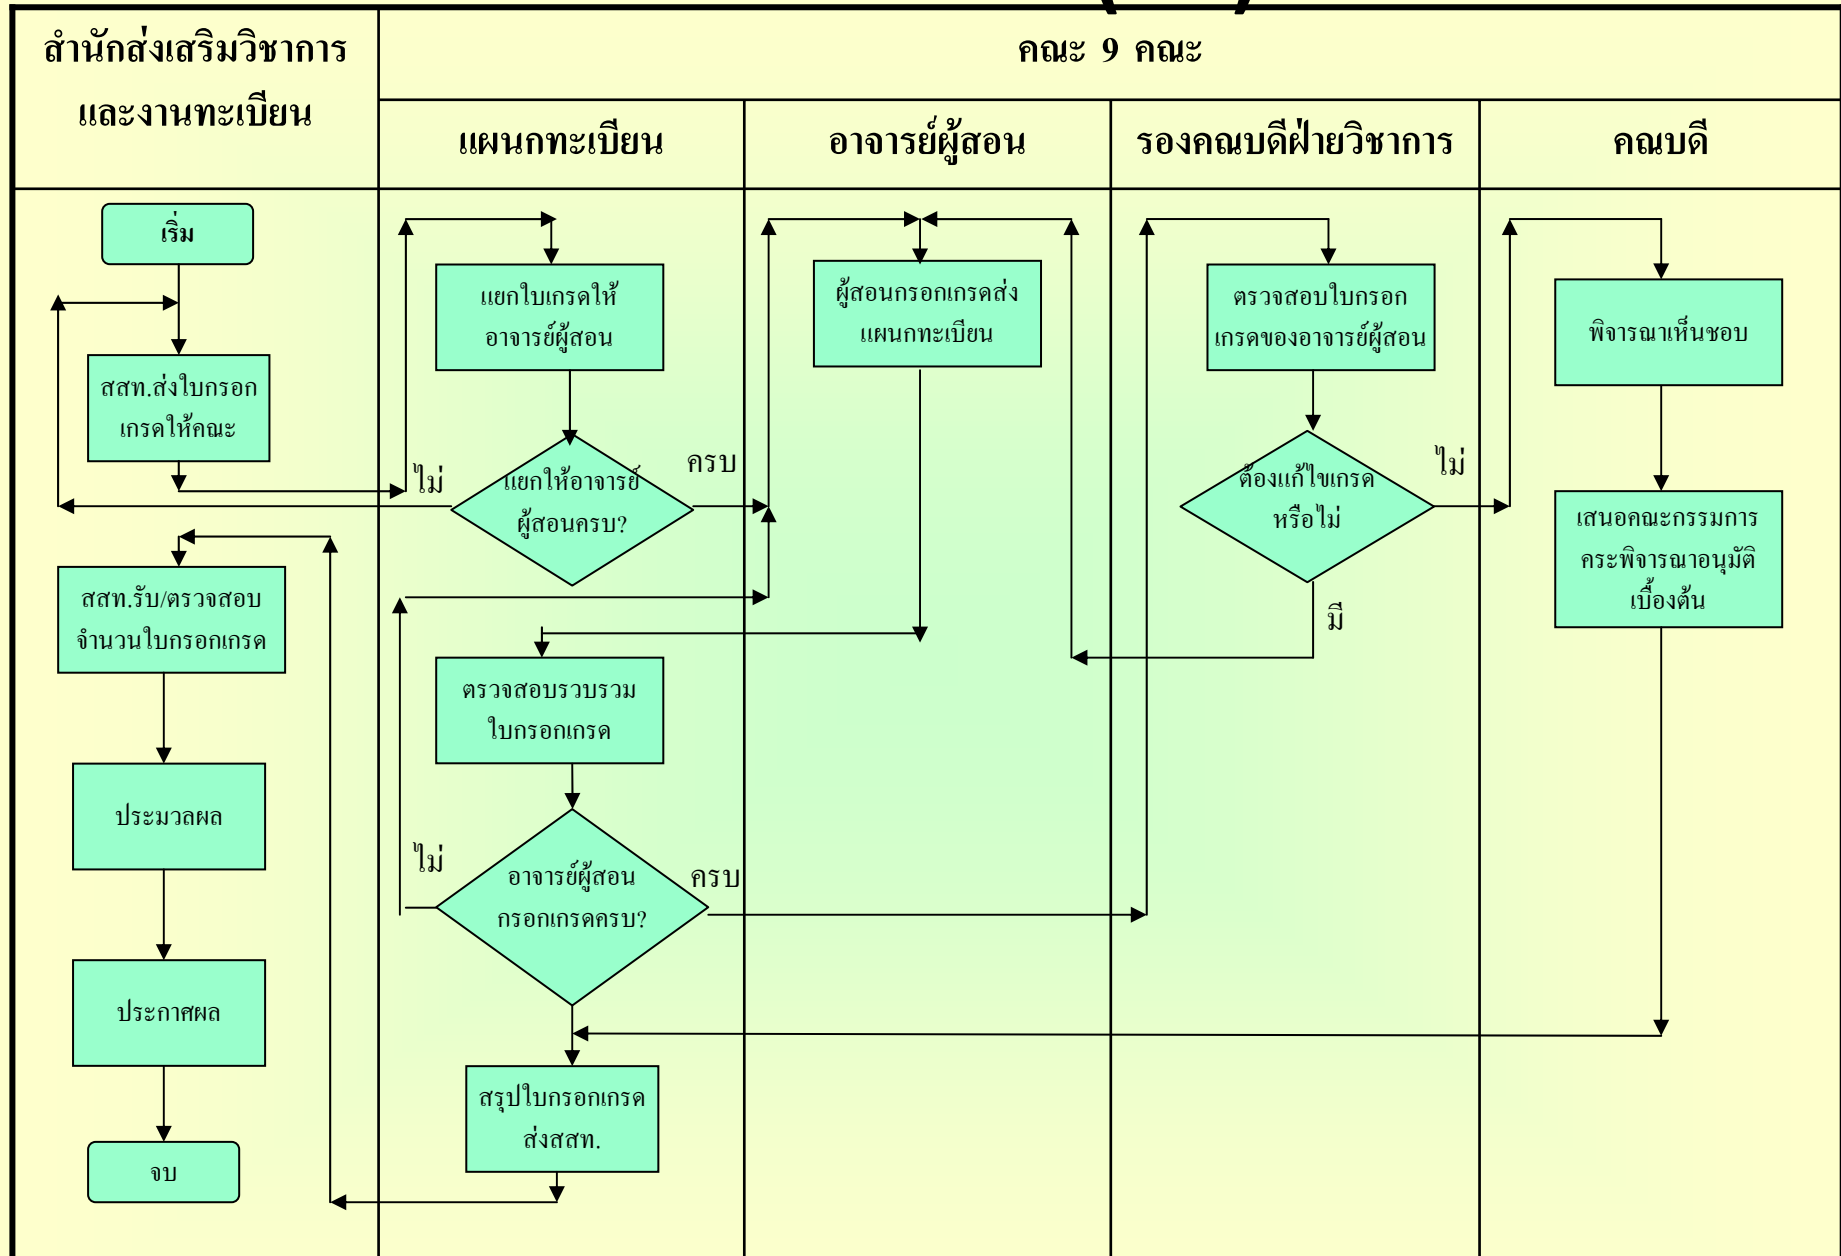 สำนักส่งเสริมวิชาการ
และงานทะเบียน
คณะ 9 คณะ
แผนกทะเบียน
อาจารย์ผู้สอน
รองคณบดีฝ่ายวิชาการ
คณบดี
เริ่ม
สสท.ส่งใบกรอก
เกรดให้คณะ
สสท.รับ/ตรวจสอบ
จำนวนใบกรอกเกรด
ประมวลผล
ประกาศผล
จบ
แยกใบเกรดให้
อาจารย์ผู้สอน
ไม่
แยกให้อาจารย์
ผู้สอนครบ?
ครบ
ตรวจสอบรวบรวม
ใบกรอกเกรด
ไม่
อาจารย์ผู้สอน
กรอกเกรดครบ?
ครบ
สรุปใบกรอกเกรด
ส่งสสท.
ผู้สอนกรอกเกรดส่ง
แผนกทะเบียน
ตรวจสอบใบกรอก
เกรดของอาจารย์ผู้สอน
ต้องแก้ไขเกรด
หรือไม่
ไม่
มี
พิจารณาเห็นชอบ
เสนอคณะกรรมการ
คระพิจารณาอนุมัติ
เบื้องต้น